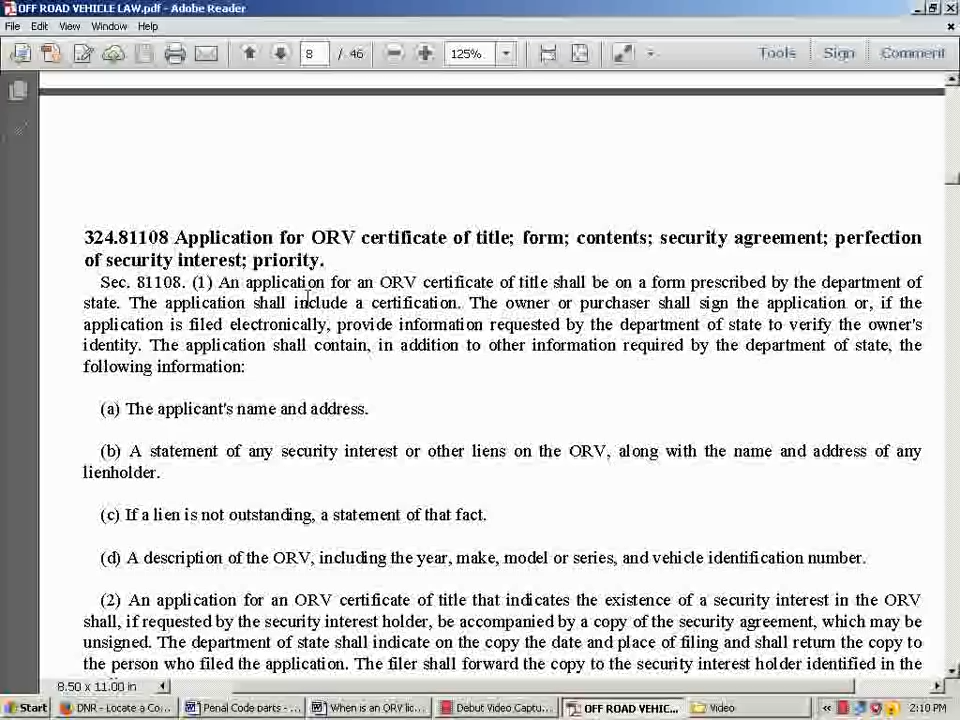 OFF ROAD VEHICLE LAW.pdf - Adobe Reader
File Edit View Window Help
8 / 46 125% Tools Sign Comment
324.81108 Application for ORV certificate of title; form; contents; security agreement; perfection
of security interest; priority.
Sec. 81108. (1) An application for an ORV certificate of title shall be on a form prescribed by the department of
state. The application shall include a certification. The owner or purchaser shall sign the application or, if the
application is filed electronically, provide information requested by the department of state to verify the owner's
identity. The application shall contain, in addition to other information required by the department of state, the
following information:
(a) The applicant's name and address.
(b) A statement of any security interest or other liens on the ORV, along with the name and address of any
lienholder.
(c) If a lien is not outstanding, a statement of that fact.
(d) A description of the ORV, including the year, make, model or series, and vehicle identification number.
(2) An application for an ORV certificate of title that indicates the existence of a security interest in the ORV
shall, if requested by the security interest holder, be accompanied by a copy of the security agreement, which may be
unsigned. The department of state shall indicate on the copy the date and place of filing and shall return the copy to
the person who filed the application. The filer shall forward the copy to the security interest holder identified in the
8.50 x 11.00 in
Start DNR - Locate a Co... Penal Code parts - ... When is an ORV lic... Debut Video Captu... OFF ROAD VEHIC... Video « 2:10 PM